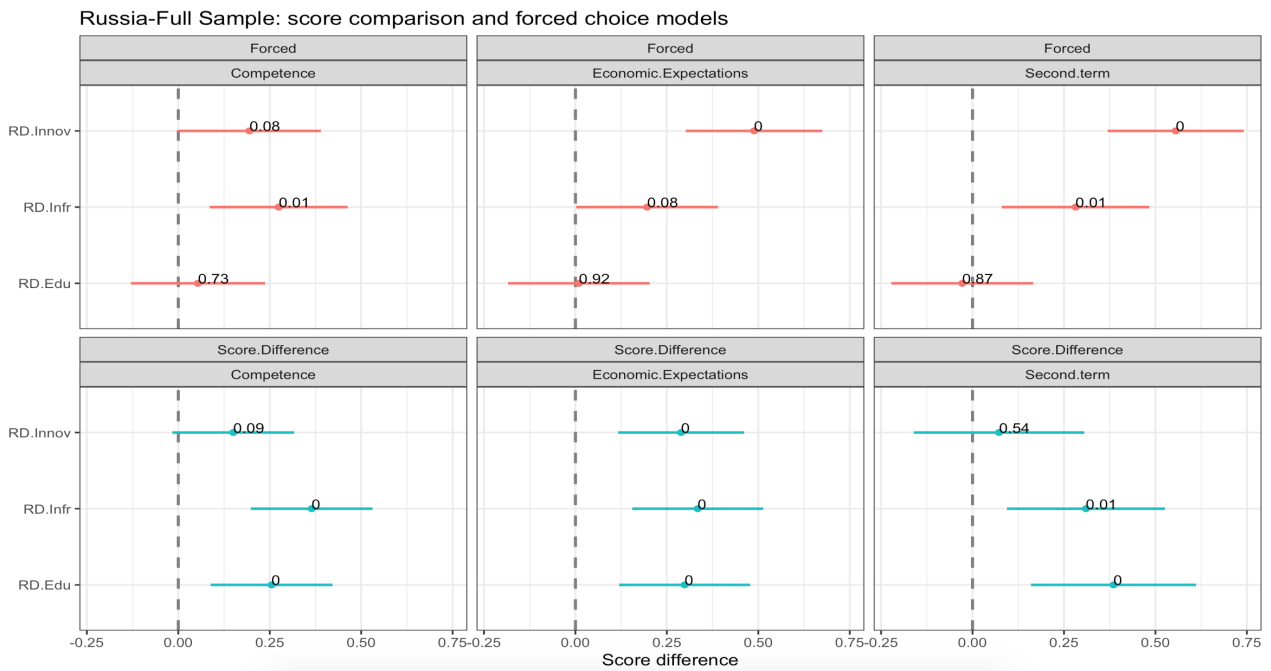 Russia-Full Sample: score comparison and forced choice models
Forced Forced Forced
Competence Economic.Expectations Second.term
RD.Innov 0.08 0 0
RD.Infr 0.01 0.08 0.01
RD.Edu 0.73 0.92 0.87
Score.Difference Score.Difference Score.Difference
Competence Economic.Expectations Second.term
RD.Innov 0.09 0 0.54
RD.Infr 0 0 0.01
RD.Edu 0 0 0
-0.25 0.00 0.25 0.50 0.75 -0.25 0.00 0.25 0.50 0.75 -0.25 0.00 0.25 0.50 0.75
Score difference